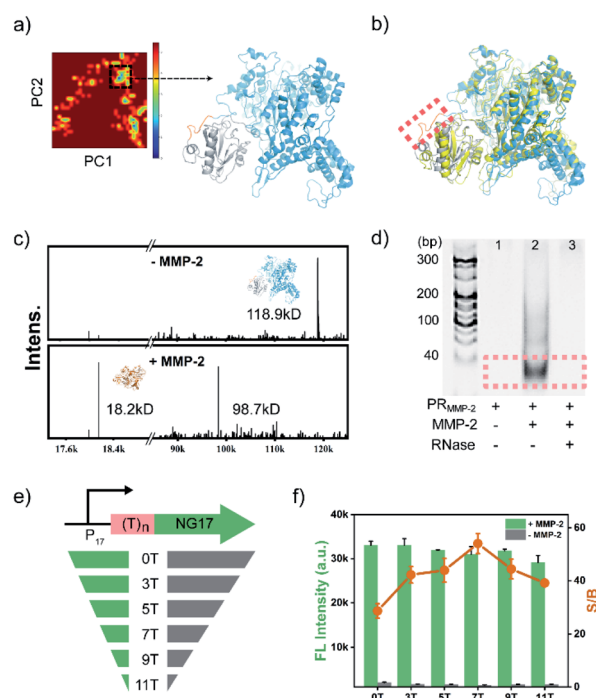 a)
PC2
PC1
b)
c)
Intens.
- MMP-2
118.9kD
+ MMP-2
18.2kD
98.7kD
17.6k 18.4k 90k 100k 110k 120k
d)
(bp) 1 2 3
300
200
100
40
PRMMP-2 + + +
MMP-2 - + +
RNase - - +
e)
P17 (T)n NG17
0T
3T
5T
7T
9T
11T
f)
+ MMP-2
- MMP-2
FL Intensity (a.u.)
40k
30k
20k
10k
S/B
60
40
20
0
0T 3T 5T 7T 9T 11T